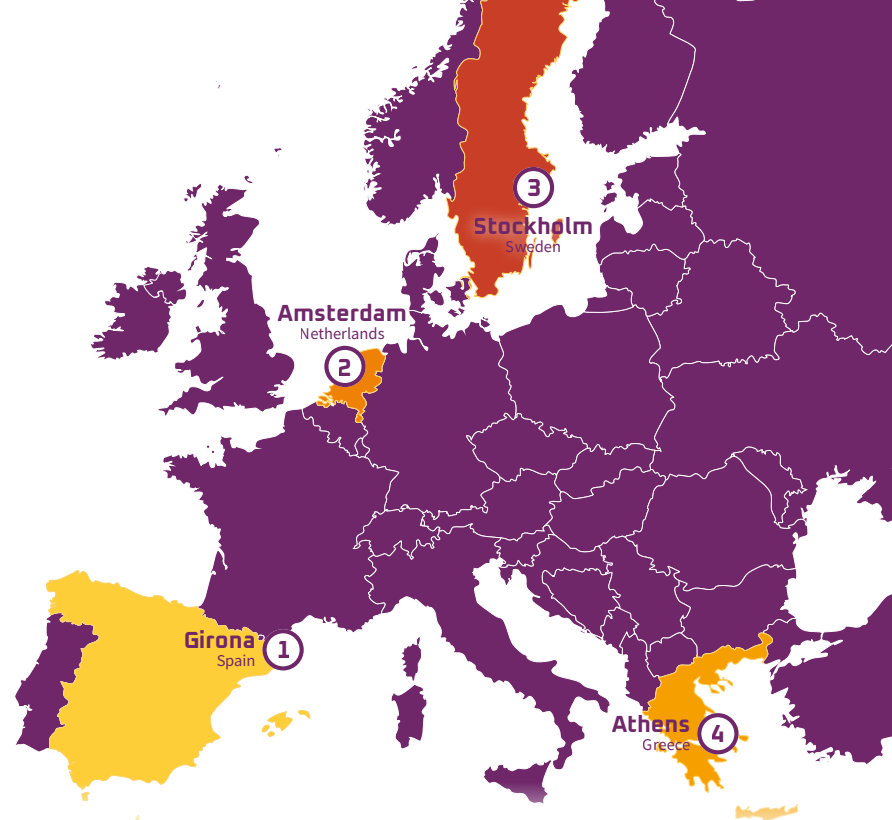 3
Stockholm
Sweden
Amsterdam
Netherlands
2
Girona
Spain
1
Athens
Greece
4